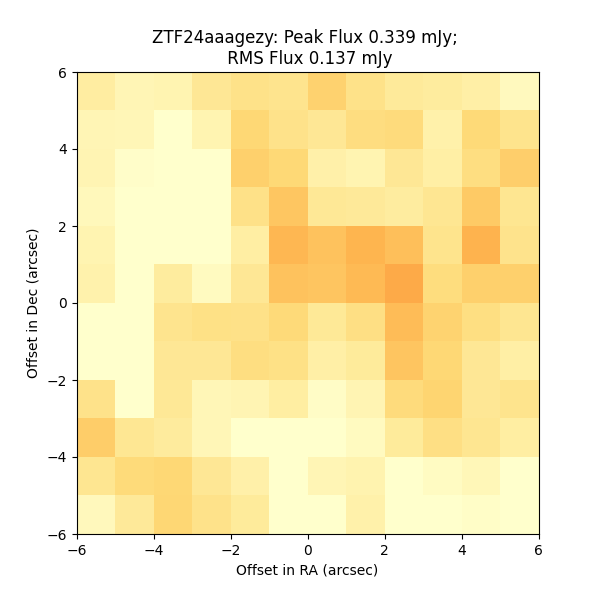 ZTF24aaagezy: Peak Flux 0.339 mJy;
RMS Flux 0.137 mJy
6
4
2
0
−2
−4
−6
Offset in Dec (arcsec)
−6 −4 −2 0 2 4 6
Offset in RA (arcsec)